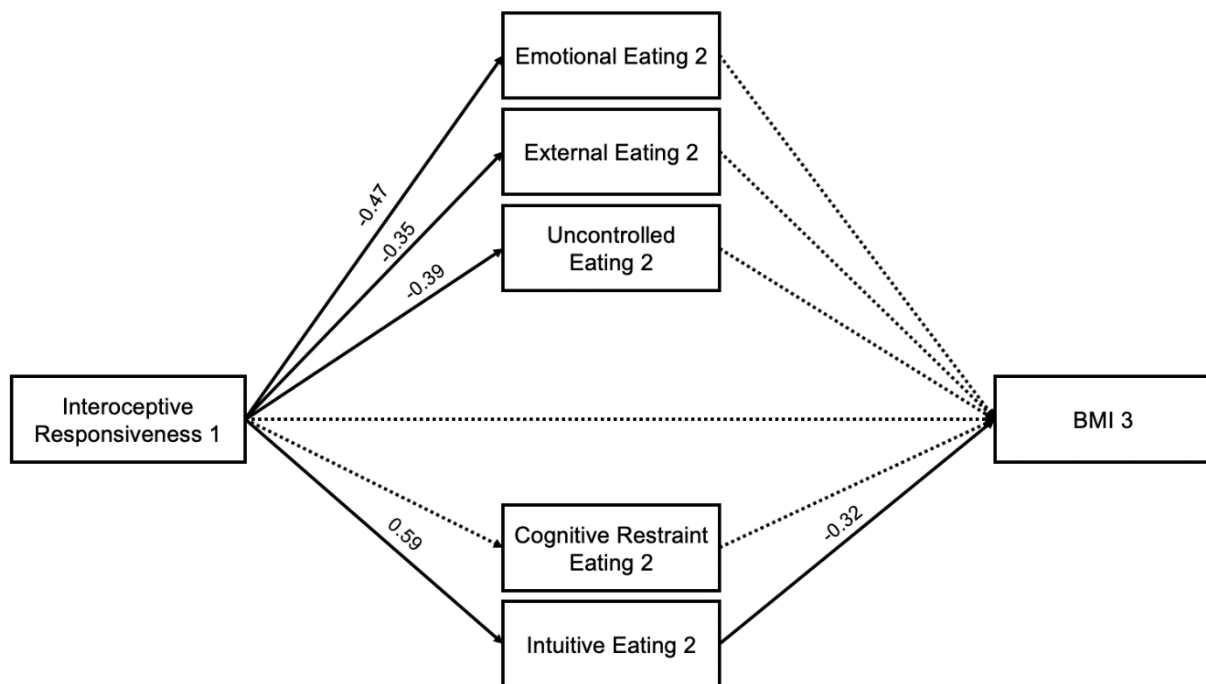 Emotional Eating 2
External Eating 2
Uncontrolled
Eating 2
-0.47
-0.35
-0.39
Interoceptive
Responsiveness 1
BMI 3
0.59
Cognitive Restraint
Eating 2
-0.32
Intuitive Eating 2